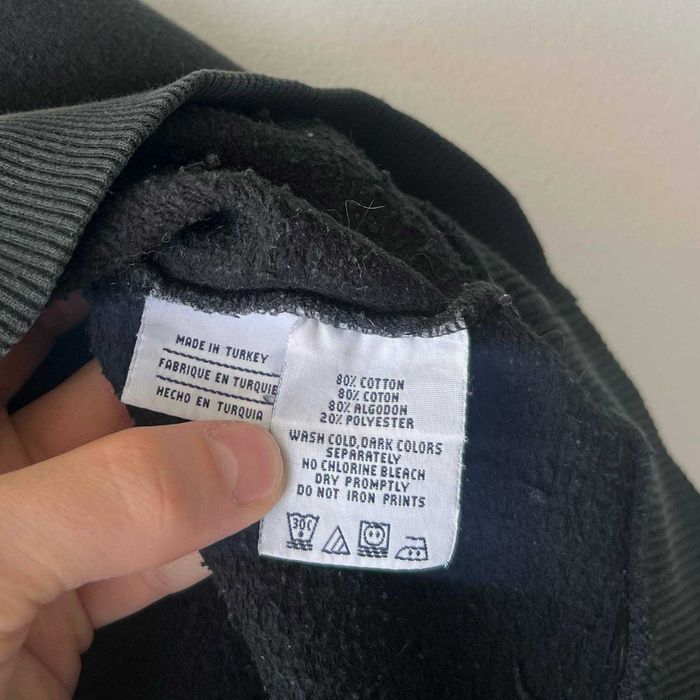 MADE IN TURKEY
FABRIQUE EN TURQUIE
HECHO EN TURQUIA
80% COTTON
80% COTON
80% ALGODON
20% POLYESTER
WASH COLD,DARK COLORS
SEPARATELY
NO CHLORINE BLEACH
DRY PROMPTLY
DO NOT IRON PRINTS
30C